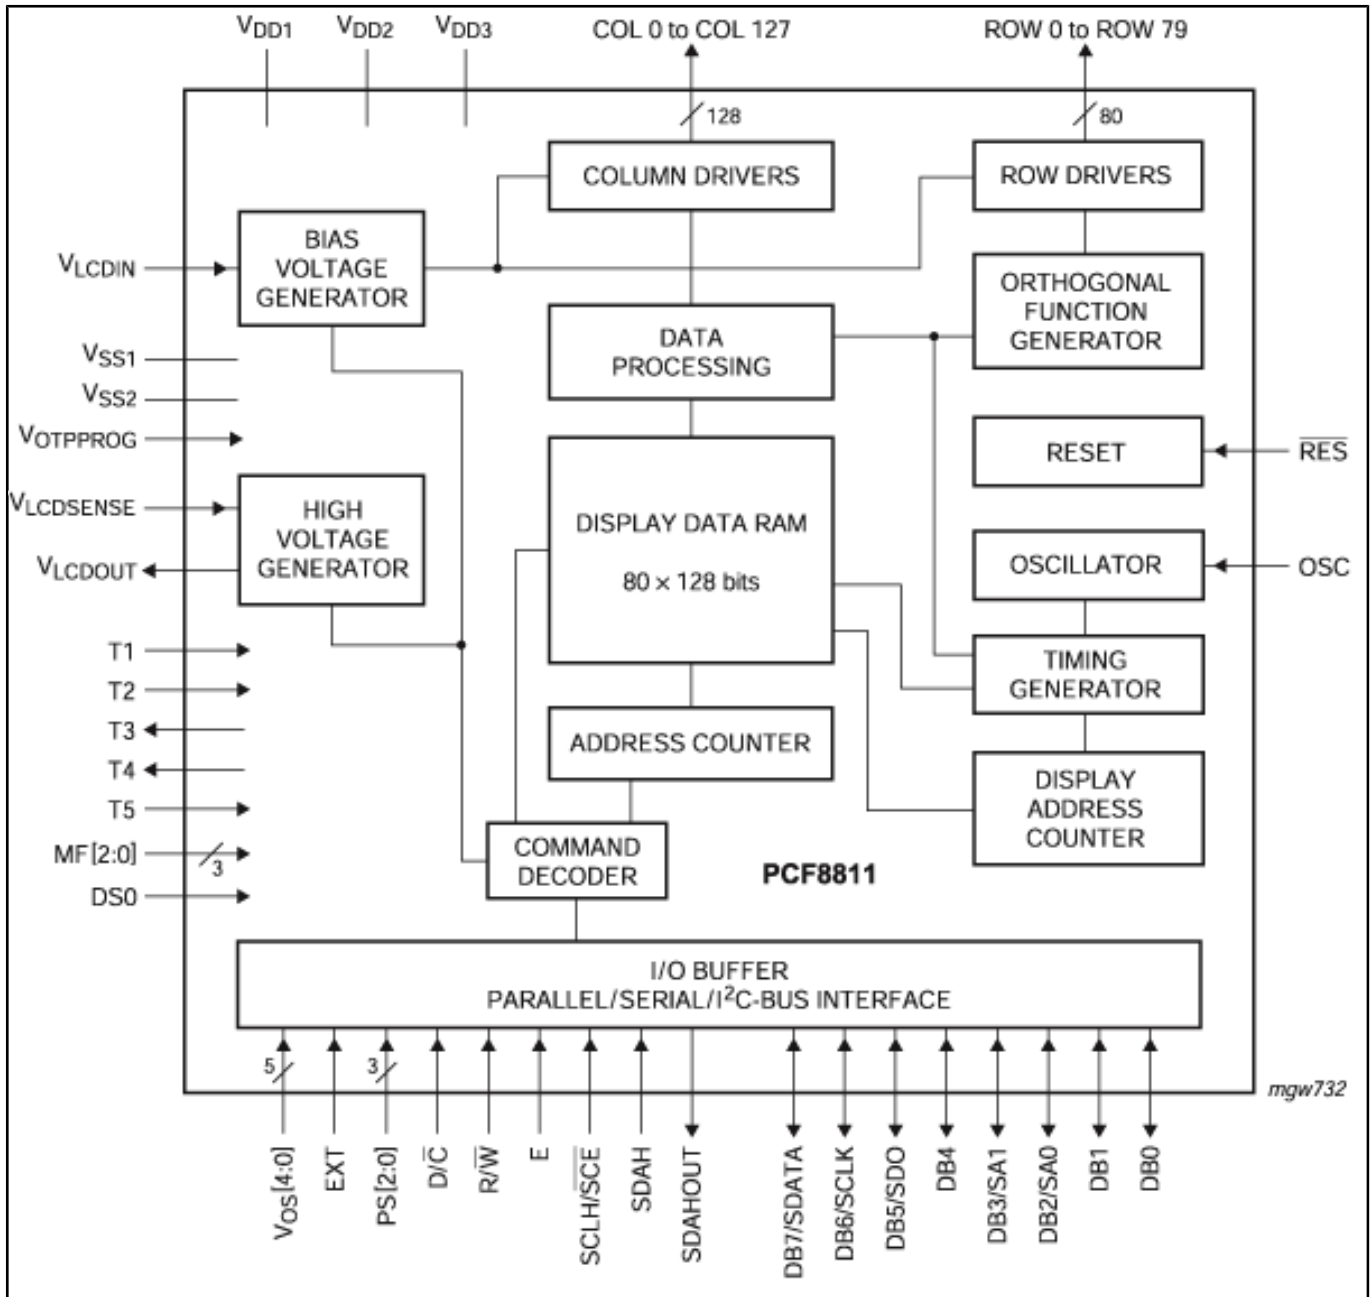 VDD1 VDD2 VDD3 COL 0 to COL 127 ROW 0 to ROW 79
128 80
COLUMN DRIVERS
ROW DRIVERS
BIAS
VOLTAGE
GENERATOR
VLCDIN
ORTHOGONAL
FUNCTION
GENERATOR
DATA
PROCESSING
VSS1
VSS2
VOTPPROG
RESET
RES
VLCDSENSE
HIGH
VOLTAGE
GENERATOR
VLCDOUT
DISPLAY DATA RAM
80 × 128 bits
OSCILLATOR
OSC
T1
T2
T3
T4
T5
TIMING
GENERATOR
ADDRESS COUNTER
DISPLAY
ADDRESS
COUNTER
MF[2:0]
3
DS0
COMMAND
DECODER
PCF8811
I/O BUFFER
PARALLEL/SERIAL/I²C-BUS INTERFACE
5 3
mgw732
VOS[4:0]
EXT
PS[2:0]
D/C̅
R/W̅
E
SCLH/S̅C̅E̅
SDAH
SDAHOUT
DB7/SDATA
DB6/SCLK
DB5/SDO
DB4
DB3/SA1
DB2/SA0
DB1
DB0